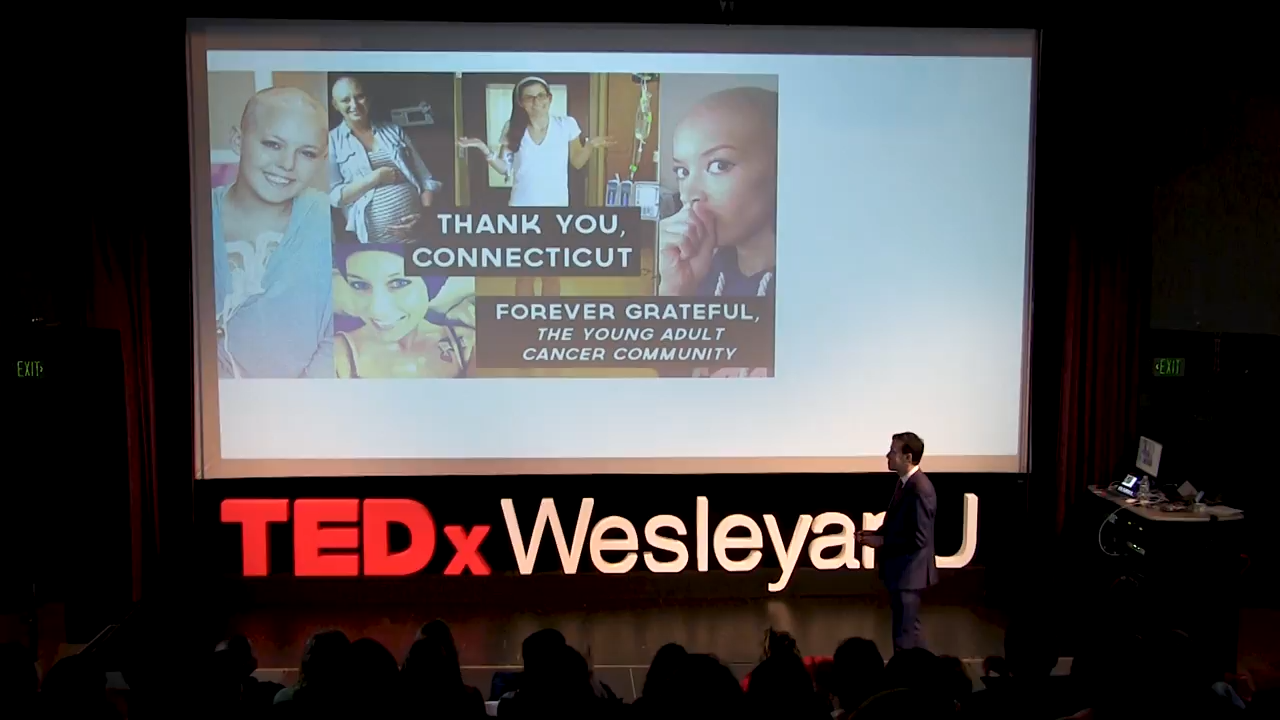 THANK YOU,
CONNECTICUT
FOREVER GRATEFUL,
THE YOUNG ADULT
CANCER COMMUNITY
EXIT
EXIT
TEDx Wesleyan U